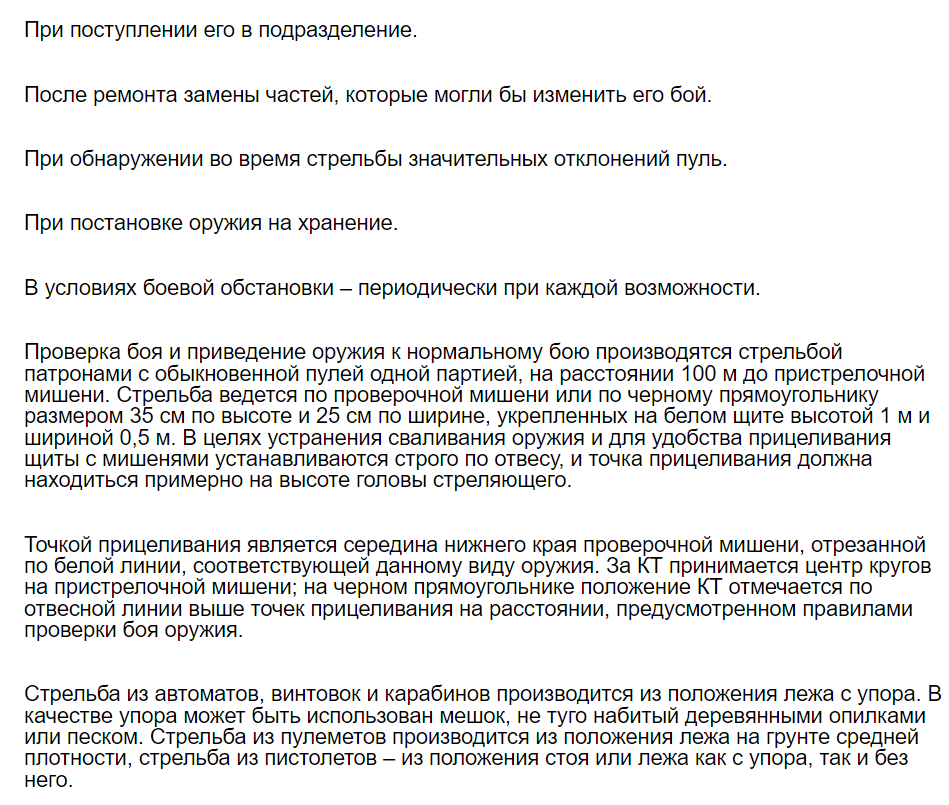 При поступлении его в подразделение.
После ремонта замены частей, которые могли бы изменить его бой.
При обнаружении во время стрельбы значительных отклонений пуль.
При постановке оружия на хранение.
В условиях боевой обстановки – периодически при каждой возможности.
Проверка боя и приведение оружия к нормальному бою производятся стрельбой
патронами с обыкновенной пулей одной партией, на расстоянии 100 м до пристрелочной
мишени. Стрельба ведется по проверочной мишени или по черному прямоугольнику
размером 35 см по высоте и 25 см по ширине, укрепленных на белом щите высотой 1 м и
шириной 0,5 м. В целях устранения сваливания оружия и для удобства прицеливания
щиты с мишенями устанавливаются строго по отвесу, и точка прицеливания должна
находиться примерно на высоте головы стреляющего.
Точкой прицеливания является середина нижнего края проверочной мишени, отрезанной
по белой линии, соответствующей данному виду оружия. За КТ принимается центр кругов
на пристрелочной мишени; на черном прямоугольнике положение КТ отмечается по
отвесной линии выше точек прицеливания на расстоянии, предусмотренном правилами
проверки боя оружия.
Стрельба из автоматов, винтовок и карабинов производится из положения лежа с упора. В
качестве упора может быть использован мешок, не туго набитый деревянными опилками
или песком. Стрельба из пулеметов производится из положения лежа на грунте средней
плотности, стрельба из пистолетов – из положения стоя или лежа как с упора, так и без
него.